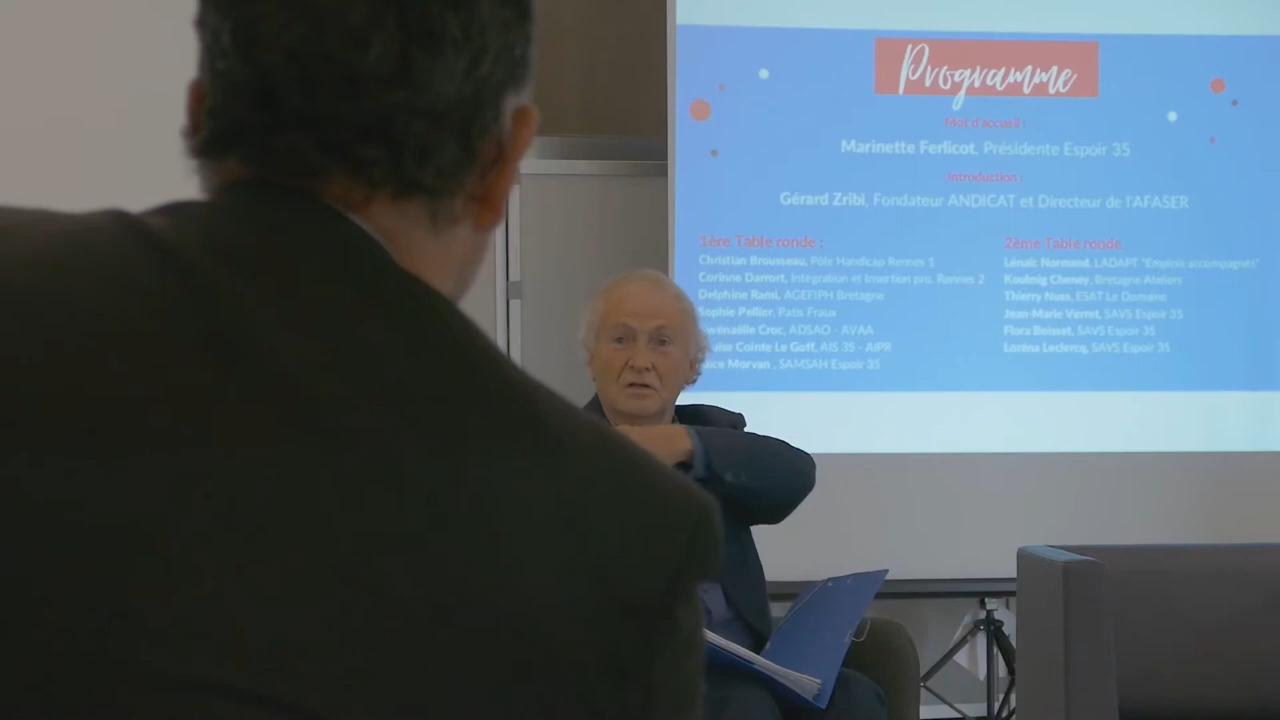 Programme
Mot d'accueil :
Marinette Ferlicot, Présidente Espoir 35
Introduction :
Gérard Zribi, Fondateur ANDICAT et Directeur de l'AFASER
1ère Table ronde :
Christian Brousseau, Pôle Handicap Rennes 1
Corinne Darrort, Intégration et Insertion pro. Rennes 2
Delphine Rami, AGEFIPH Bretagne
Sophie Pellier, Patis Fraux
Croc, ADSAO - AVAA
Cointe Le Goff, AIS 35 - AIPR
Morvan , SAMSAH Espoir 35
2ème Table ronde
Lénaïc Normand, LADAPT "Emplois accompagnés"
Cheney, Bretagne Ateliers
Thierry Nues, ESAT Le Domaine
Jean-Marie Verret, SAVS Espoir 35
Flora Boisset, SAVS Espoir 35
Loréna Leclercq, SAVS Espoir 35